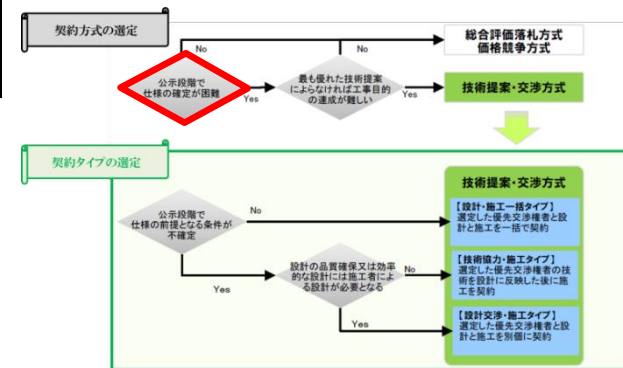 契約方式の選定
No
No
公示段階で
仕様の確定が困難
Yes
最も優れた技術提案
によらなければ工事目的
の達成が難しい
Yes
総合評価落札方式
価格競争方式
技術提案・交渉方式
契約タイプの選定
技術提案・交渉方式
公示段階で
仕様の前提となる条件が
不確定
No
Yes
設計の品質確保又は効率
的な設計には施工者によ
る設計が必要となる
No
Yes
【設計・施工一括タイプ】
選定した優先交渉権者と設
計と施工を一括で契約
【技術協力・施工タイプ】
選定した優先交渉権者の技
術を設計に反映した後に施
工を契約
【設計交渉・施工タイプ】
選定した優先交渉権者と設
計と施工を別個に契約